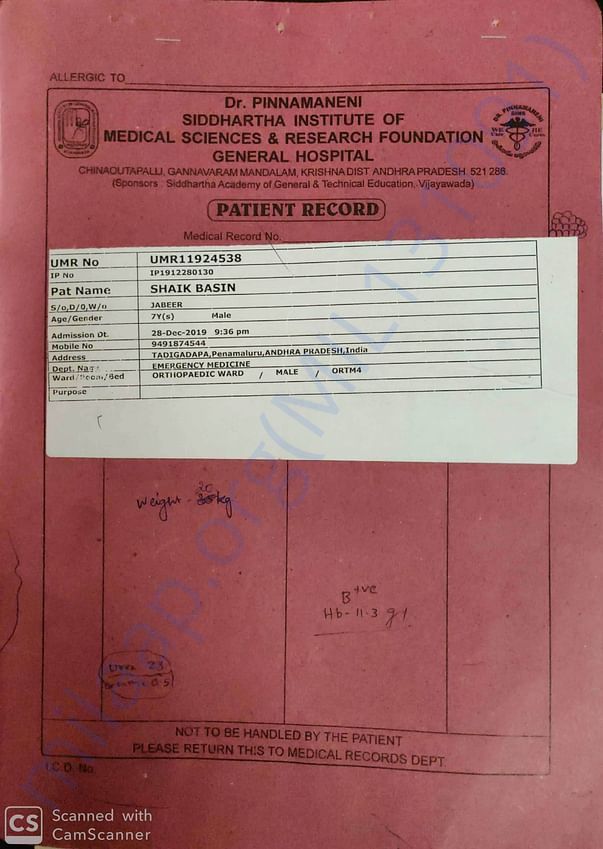 ALLERGIC TO
Dr. PINNAMANENI
SIDDHARTHA INSTITUTE OF
MEDICAL SCIENCES & RESEARCH FOUNDATION
GENERAL HOSPITAL
CHINAOUTAPALLI, GANNAVARAM MANDALAM, KRISHNA DIST ANDHRA PRADESH. 521 286.
(Sponsors : Siddhartha Academy of General & Technical Education, Vijayawada)
PATIENT RECORD
Medical Record No.
UMR No UMR11924538
IP No IP1912280130
Pat Name SHAIK BASIN
S/o,D/o,W/o JABEER
Age/Gender 7Y(s) Male
Admission Dt. 28-Dec-2019 9:36 pm
Mobile No 9491874544
Address TADIGADAPA,Penamaluru,ANDHRA PRADESH,India
Dept. Name EMERGENCY MEDICINE
Ward/Room/Bed ORTHOPAEDIC WARD / MALE / ORTM4
Purpose
Weight - 20 kg
B+ve
Hb-11.3 g%
Urea 23
NOT TO BE HANDLED BY THE PATIENT
PLEASE RETURN THIS TO MEDICAL RECORDS DEPT.
I.C.D. No.
milaap.org(MIL131091)
CS Scanned with
CamScanner